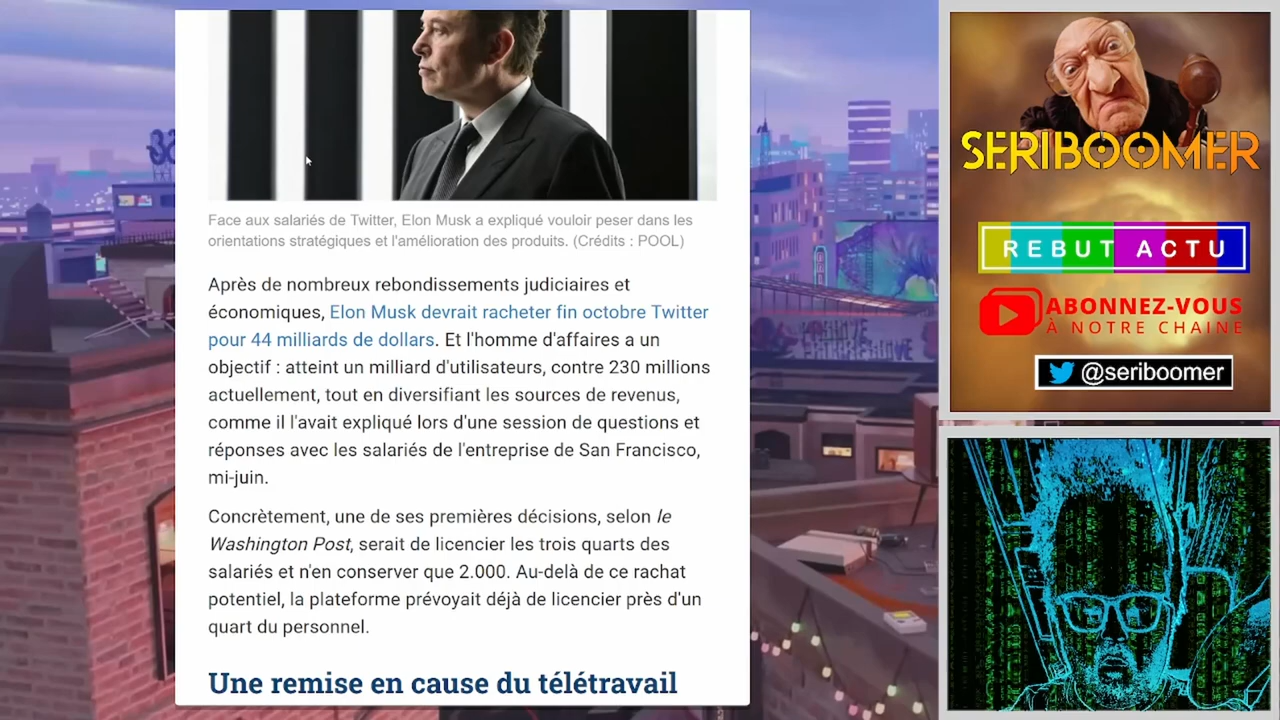 Face aux salariés de Twitter, Elon Musk a expliqué vouloir peser dans les
orientations stratégiques et l'amélioration des produits. (Crédits : POOL)
Après de nombreux rebondissements judiciaires et
économiques, Elon Musk devrait racheter fin octobre Twitter
pour 44 milliards de dollars. Et l'homme d'affaires a un
objectif : atteint un milliard d'utilisateurs, contre 230 millions
actuellement, tout en diversifiant les sources de revenus,
comme il l'avait expliqué lors d'une session de questions et
réponses avec les salariés de l'entreprise de San Francisco,
mi-juin.
Concrètement, une de ses premières décisions, selon le
Washington Post, serait de licencier les trois quarts des
salariés et n'en conserver que 2.000. Au-delà de ce rachat
potentiel, la plateforme prévoyait déjà de licencier près d'un
quart du personnel.
Une remise en cause du télétravail
SERIBOOMER
REBUT ACTU
ABONNEZ-VOUS
À NOTRE CHAINE
@seriboomer